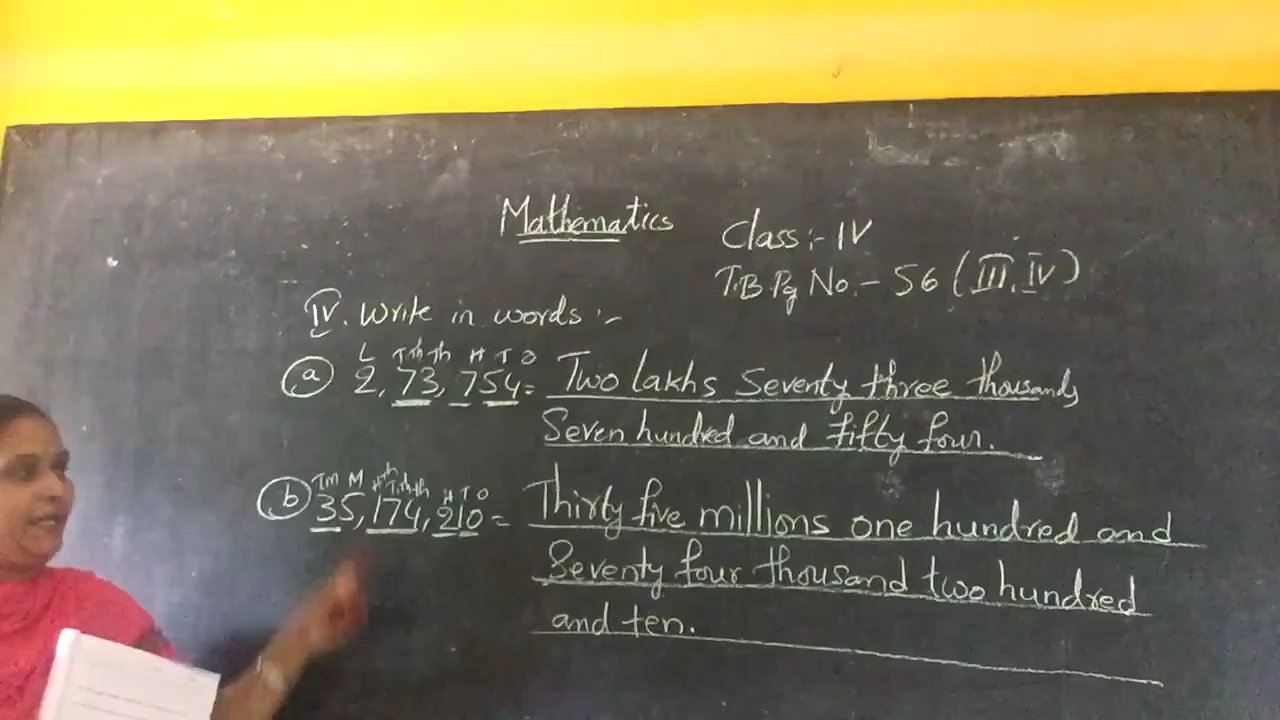 Mathematics
Class:- IV
T.B.Pg No.- 56 (III, IV)
IV. Write in words :-
L T.th Th H T O
(a) 2,73,754 = Two lakhs Seventy three thousands
Seven hundred and fifty four.
T.M M H.th T.th th H T O
(b) 35,174,210 = Thirty five millions one hundred and
Seventy four thousand two hundred
and ten.